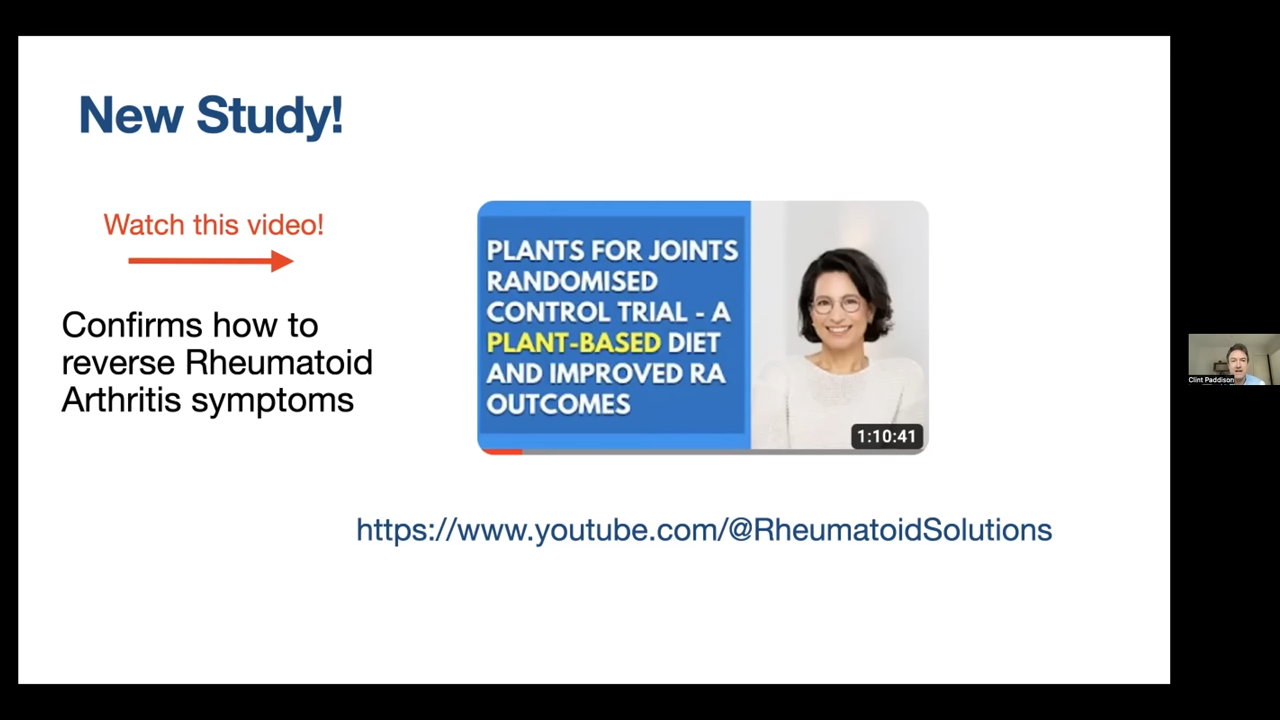 New Study!
Watch this video!
Confirms how to
reverse Rheumatoid
Arthritis symptoms
PLANTS FOR JOINTS
RANDOMISED
CONTROL TRIAL - A
PLANT-BASED DIET
AND IMPROVED RA
OUTCOMES
1:10:41
https://www.youtube.com/@RheumatoidSolutions
Clint Paddison